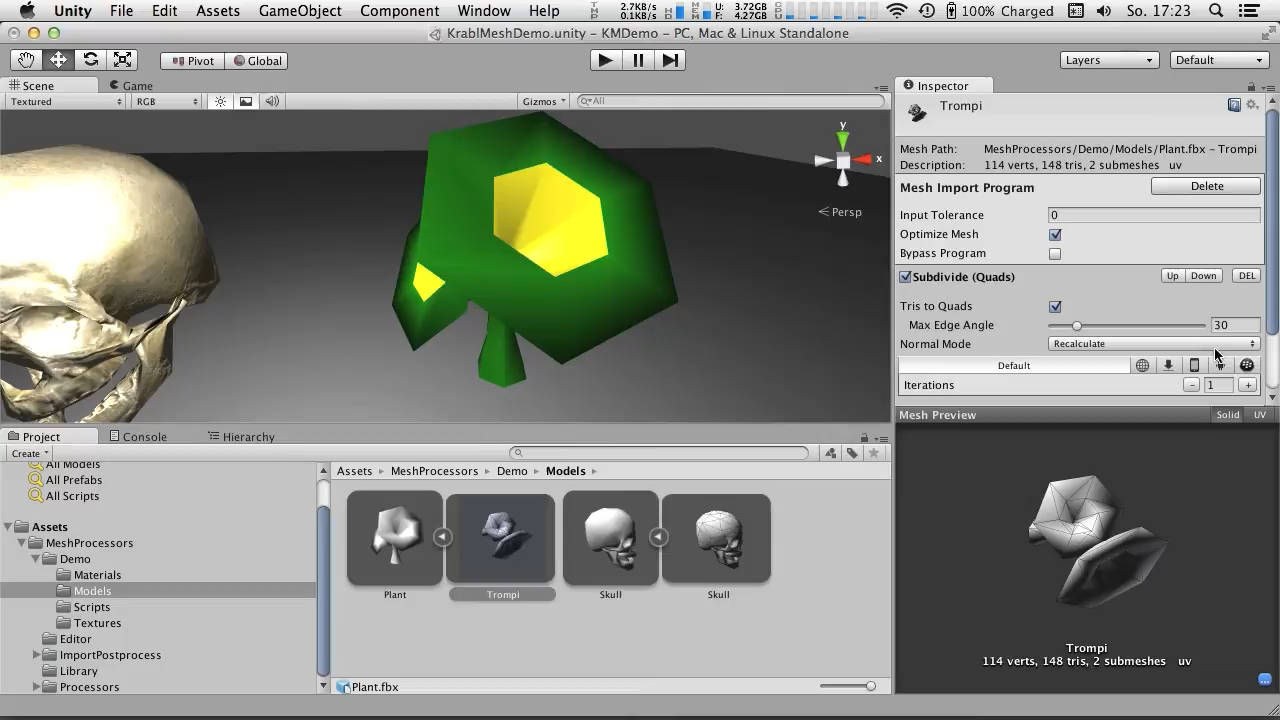 Unity File Edit Assets GameObject Component Window Help 2.7KB/s 0.1KB/s U: 3.72GB F: 4.27GB 100% Charged So. 17:23
KrablMeshDemo.unity – KMDemo – PC, Mac & Linux Standalone
Pivot Global Layers Default
Scene Game
Textured RGB Gizmos All
y
x
Persp
Inspector
Trompi
Mesh Path: MeshProcessors/Demo/Models/Plant.fbx – Trompi
Description: 114 verts, 148 tris, 2 submeshes uv
Mesh Import Program Delete
Input Tolerance 0
Optimize Mesh
Bypass Program
Subdivide (Quads) Up Down DEL
Tris to Quads
Max Edge Angle 30
Normal Mode Recalculate
Default
Iterations - 1 +
Mesh Preview Solid UV
Trompi
114 verts, 148 tris, 2 submeshes uv
Project Console Hierarchy
Create
All Models
All Prefabs
All Scripts
Assets
MeshProcessors
Demo
Materials
Models
Scripts
Textures
Editor
ImportPostprocess
Library
Processors
Assets MeshProcessors Demo Models
Plant Trompi Skull Skull
Plant.fbx